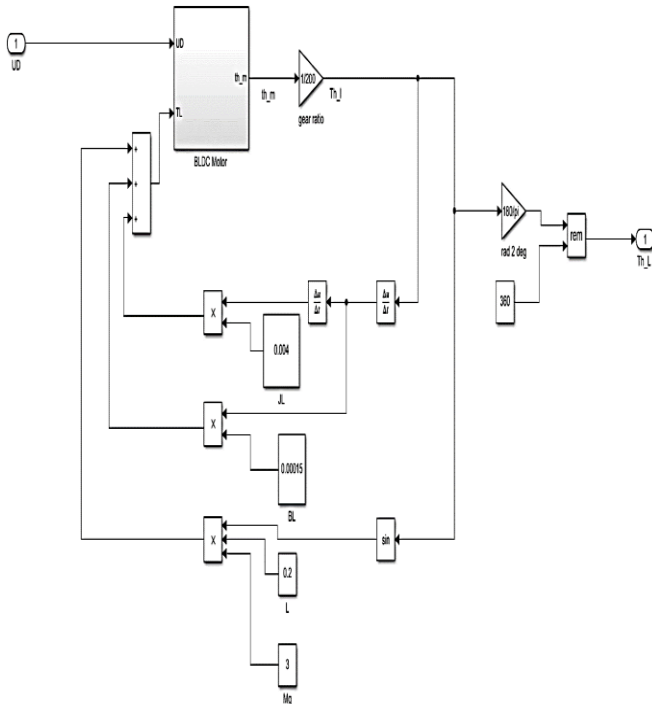 1
UD
UD
TL
th_m
BLDC Motor
th_m
1/200
gear ratio
Th_l
+
+
+
180/pi
rad 2 deg
rem
1
Th_L
360
Δu
Δt
Δu
Δt
X
0.004
JL
X
0.00015
BL
X
sin
0.2
L
3
Mg